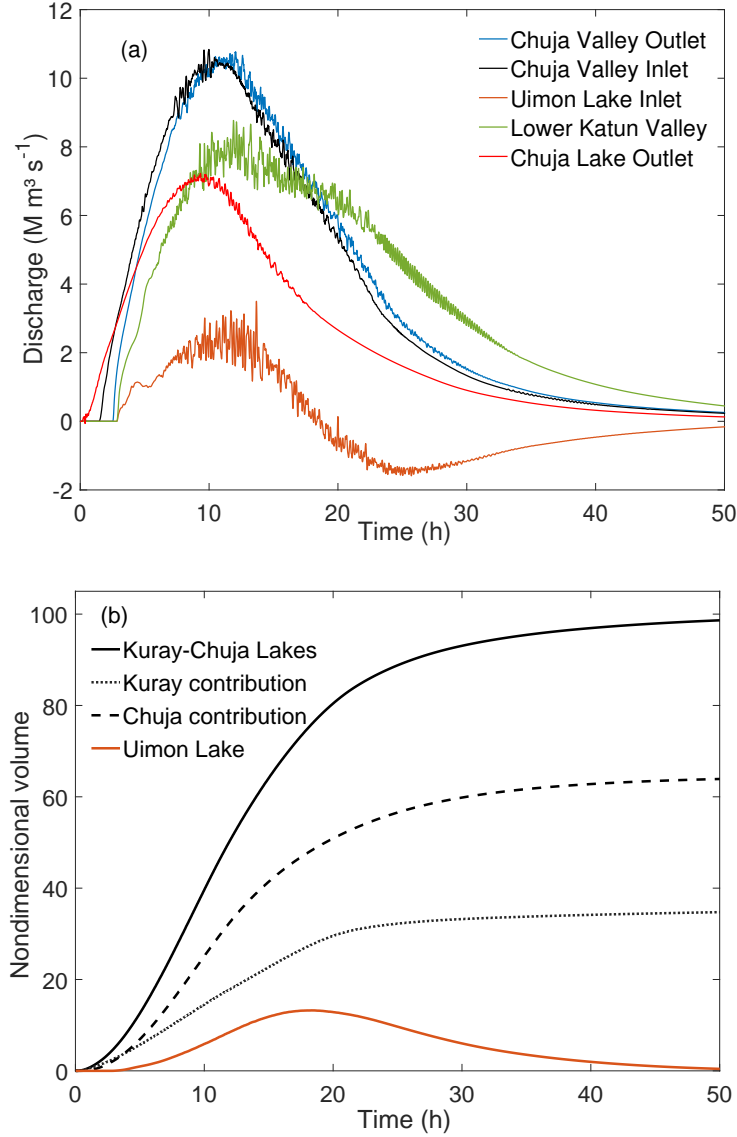 (a)
Chuja Valley Outlet
Chuja Valley Inlet
Uimon Lake Inlet
Lower Katun Valley
Chuja Lake Outlet
Discharge (M m³ s⁻¹)
12
10
8
6
4
2
0
-2
0 10 20 30 40 50
Time (h)
(b)
Kuray-Chuja Lakes
Kuray contribution
Chuja contribution
Uimon Lake
Nondimensional volume
100
80
60
40
20
0
0 10 20 30 40 50
Time (h)